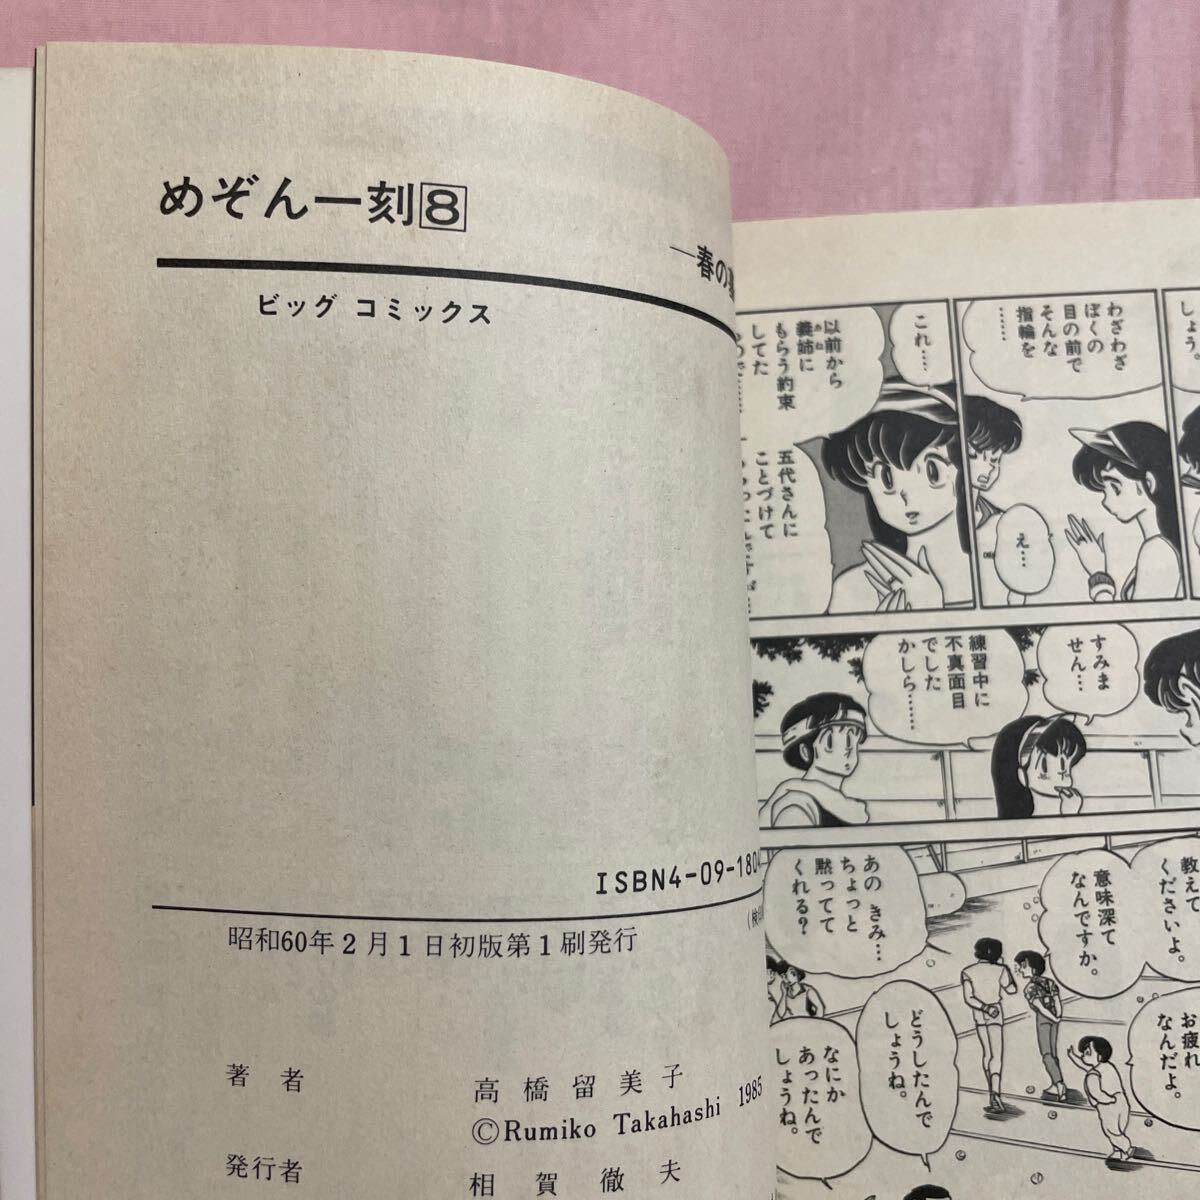 めぞん一刻8
―春の
ビッグ コミックス
ISBN4-09-180
昭和60年2月1日初版第1刷発行
著者
高橋留美子
©Rumiko Takahashi 1985
発行者
相賀徹夫
しょう。
わざわざ
ぼくの
目の前で
そんな
指輪を
……
え…
これ……
以前から
義姉に
あね
もらう約束
してた
五代さんに
ことづけて
すみま
せん…
練習中に
不真面目
でした
かしら……
教えて
くださいよ。
意味深て
なんですか。
あの きみ…
ちょっと
黙ってて
くれる?
お疲れ
なんだよ。
どうしたんで
しょうね。
なにか
あったんで
しょうね。